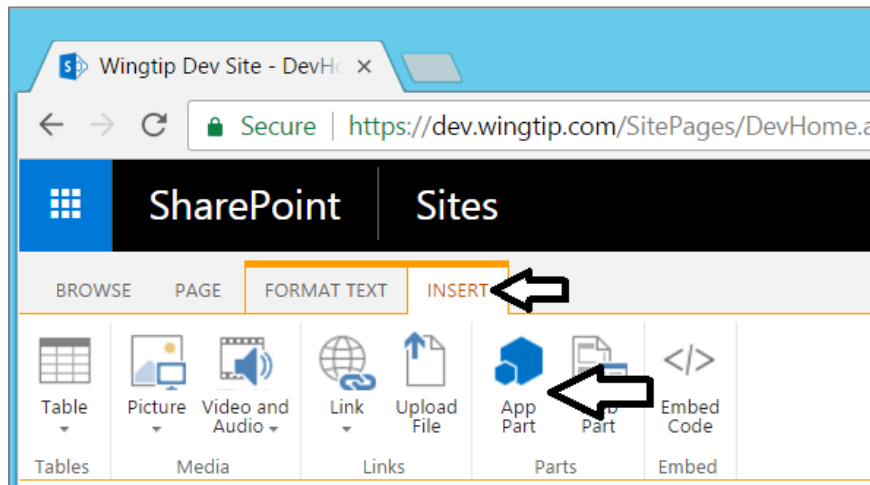 Wingtip Dev Site - DevH
Secure | https://dev.wingtip.com/SitePages/DevHome.a
SharePoint Sites
BROWSE PAGE FORMAT TEXT INSERT
Table Picture Video and Audio Link Upload File App Part Part Embed Code
Tables Media Links Parts Embed